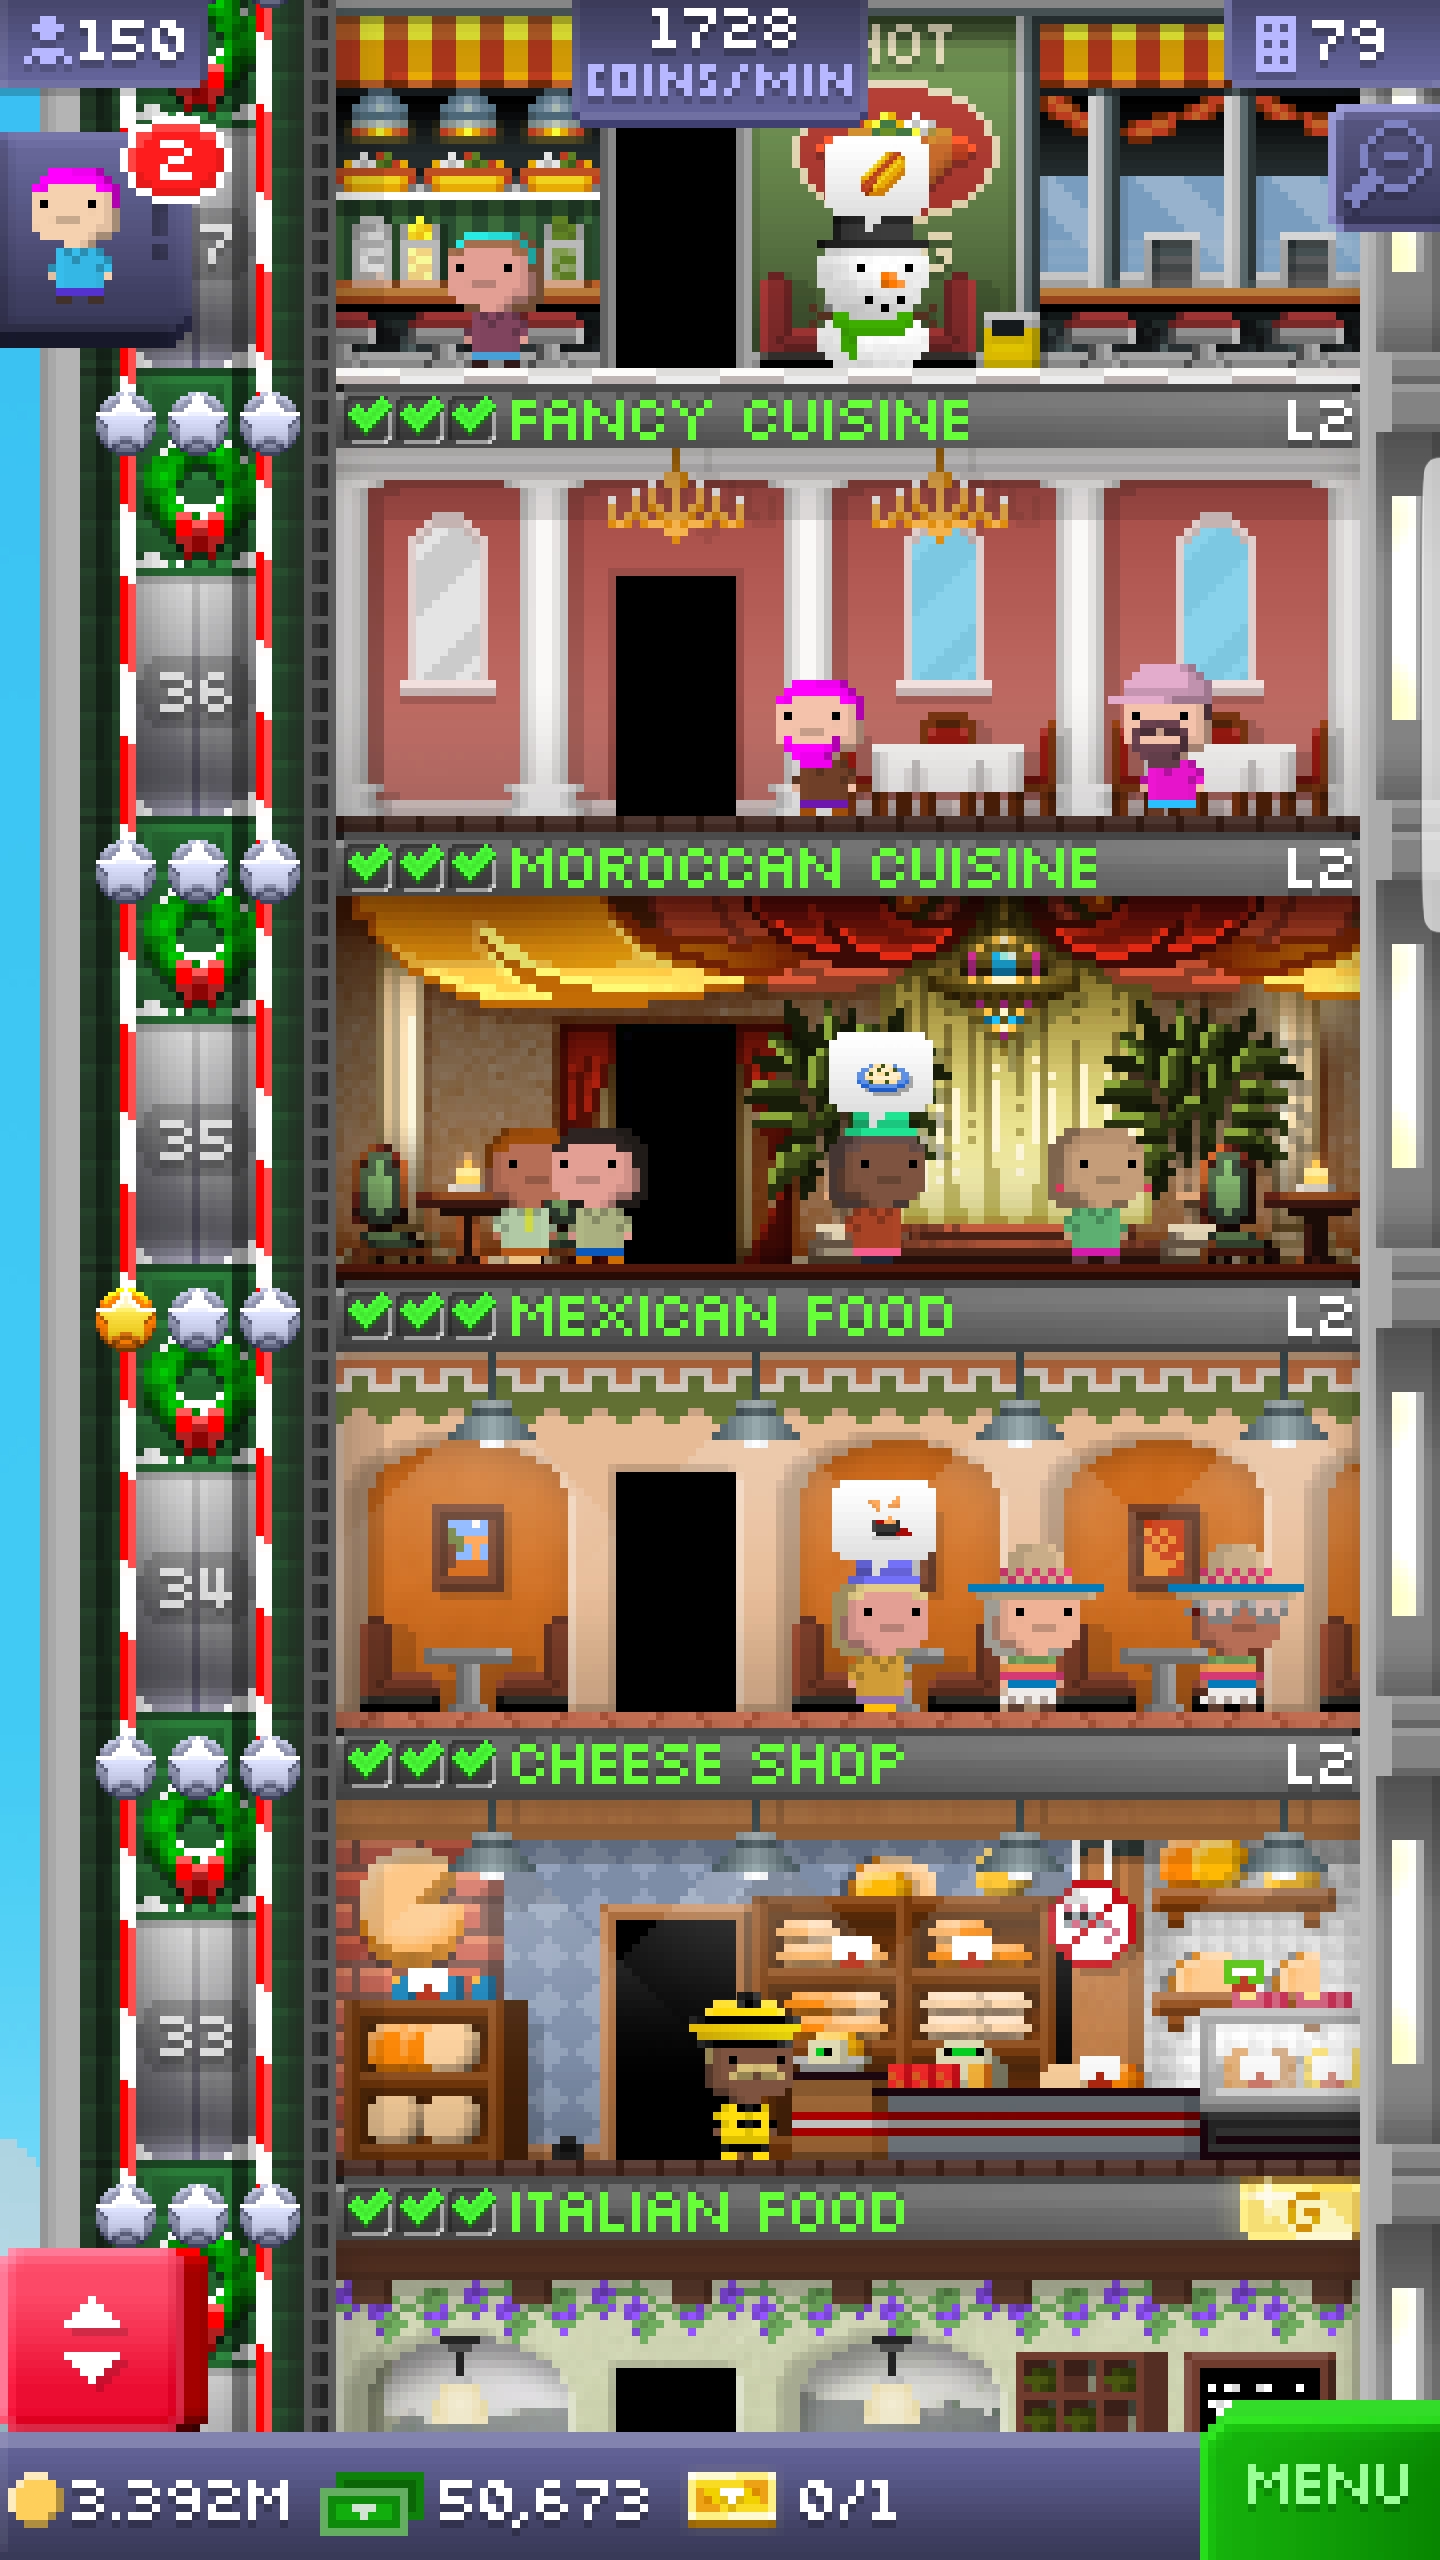 150
1728
COINS/MIN
HOT
79
2
7
FANCY CUISINE
L2
36
MOROCCAN CUISINE
L2
35
MEXICAN FOOD
L2
34
CHEESE SHOP
L2
33
ITALIAN FOOD
G
3.392M
50,673
0/1
MENU